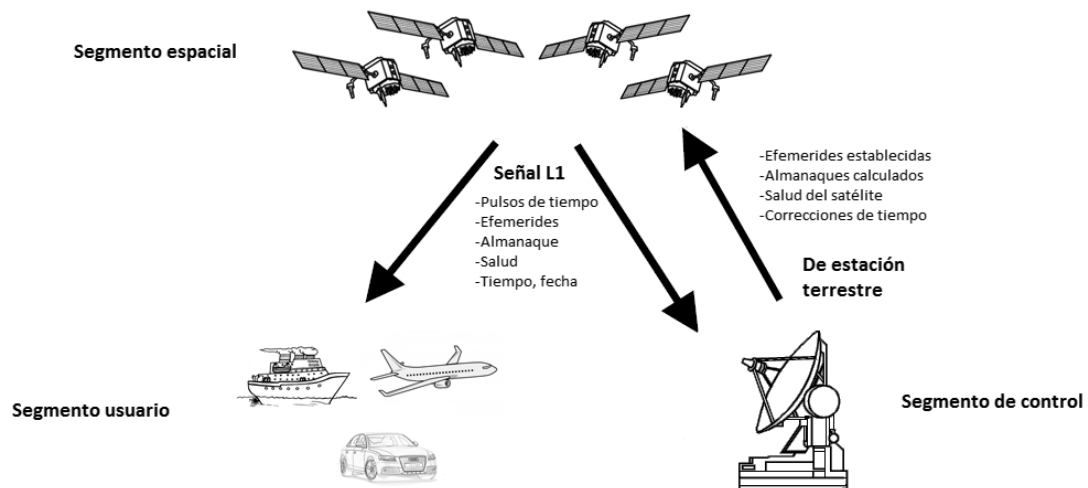 Segmento espacial
Señal L1
-Pulsos de tiempo
-Efemerides
-Almanaque
-Salud
-Tiempo, fecha
-Efemerides establecidas
-Almanaques calculados
-Salud del satélite
-Correcciones de tiempo
De estación
terrestre
Segmento usuario
Segmento de control